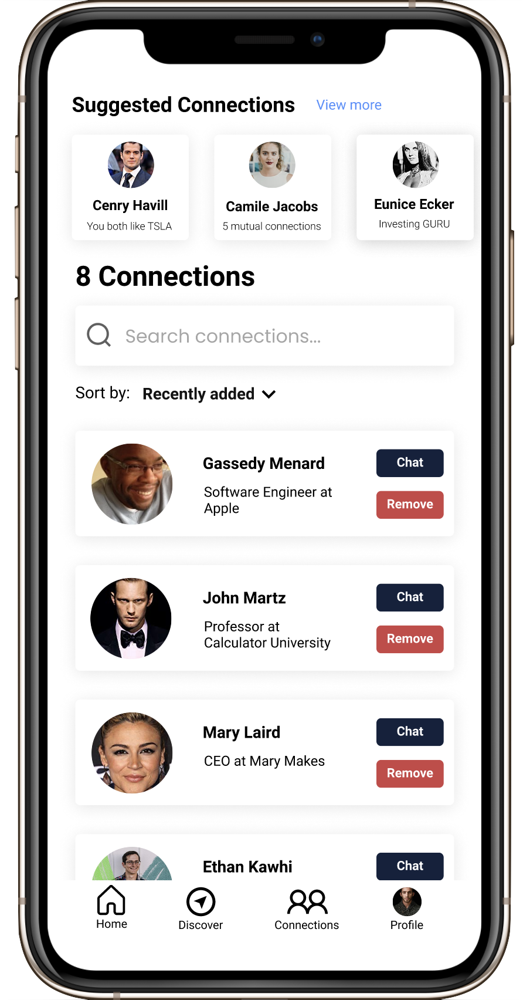 Suggested Connections View more
Cenry Havill Camile Jacobs Eunice Ecker
You both like TSLA 5 mutual connections Investing GURU
8 Connections
Search connections...
Sort by: Recently added
Gassedy Menard Chat
Software Engineer at
Apple
Remove
John Martz Chat
Professor at
Calculator University
Remove
Mary Laird Chat
CEO at Mary Makes
Remove
Ethan Kawhi Chat
Home Discover Connections Profile